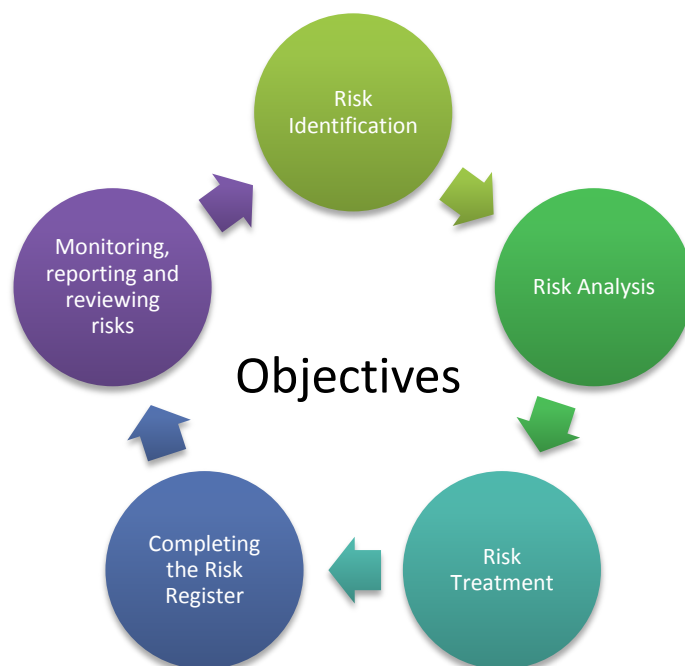 Risk
Identification
Risk Analysis
Risk
Treatment
Completing
the Risk
Register
Monitoring,
reporting and
reviewing
risks
Objectives